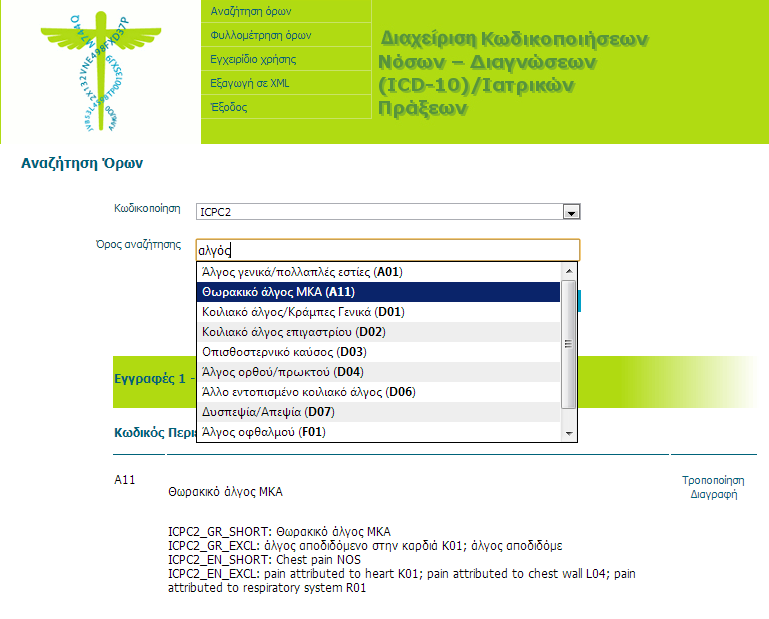 Αναζήτηση όρων
Φυλλομέτρηση όρων
Εγχειρίδιο χρήσης
Εξαγωγή σε XML
Έξοδος
Διαχείριση Κωδικοποιήσεων
Νόσων – Διαγνώσεων
(ICD-10)/Ιατρικών
Πράξεων
Αναζήτηση Όρων
Κωδικοποίηση
ICPC2
Όρος αναζήτησης
αλγός
Άλγος γενικά/πολλαπλές εστίες (A01)
Θωρακικό άλγος ΜΚΑ (A11)
Κοιλιακό άλγος/Κράμπες Γενικά (D01)
Κοιλιακό άλγος επιγαστρίου (D02)
Οπισθοστερνικό καύσος (D03)
Άλγος ορθού/πρωκτού (D04)
Άλλο εντοπισμένο κοιλιακό άλγος (D06)
Δυσπεψία/Απεψία (D07)
Άλγος οφθαλμού (F01)
Εγγραφές 1 -
Κωδικός Περι
A11
Θωρακικό άλγος ΜΚΑ
Τροποποίηση
Διαγραφή
ICPC2_GR_SHORT: Θωρακικό άλγος ΜΚΑ
ICPC2_GR_EXCL: άλγος αποδιδόμενο στην καρδιά K01; άλγος αποδιδόμε
ICPC2_EN_SHORT: Chest pain NOS
ICPC2_EN_EXCL: pain attributed to heart K01; pain attributed to chest wall L04; pain
attributed to respiratory system R01